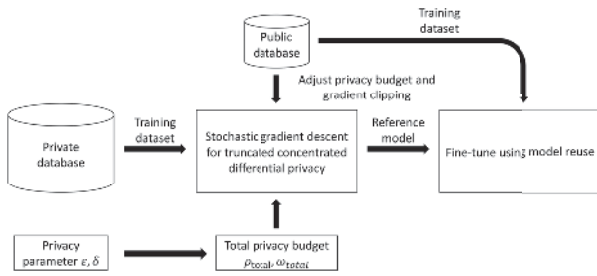 Public
database
Training
dataset
Adjust privacy budget and
gradient clipping
Private
database
Training
dataset
Stochastic gradient descent
for truncated concentrated
differential privacy
Reference
model
Fine-tune using model reuse
Privacy
parameter ε, δ
Total privacy budget
ρtotal, ωtotal